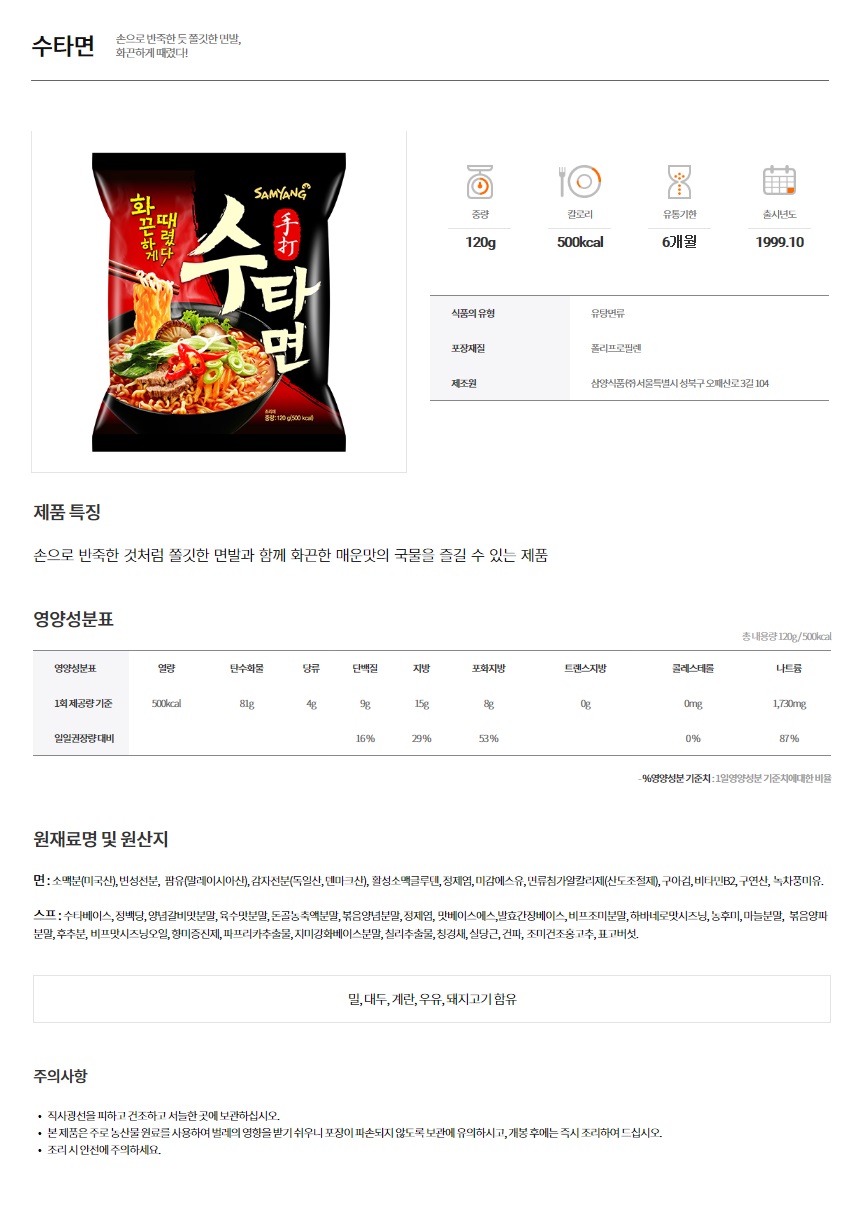 수타면
손으로 반죽한 듯 쫄깃한 면발,
화끈하게 때렸다!
화끈하게
때렸다!
SAMYANG
手打
수타면
조리예
중량: 120 g(500 kcal)
중량
칼로리
유통기한
출시년도
120g
500kcal
6개월
1999.10
식품의 유형 유탕면류
포장재질 폴리프로필렌
제조원 삼양식품㈜ 서울특별시 성북구 오패산로 3길 104
제품 특징
손으로 반죽한 것처럼 쫄깃한 면빌과 함께 화끈한 매운맛의 국물을 즐길 수 있는 제품
영양성분표
총 내용량 120g / 500kcal
영양성분표 열량 탄수화물 당류 단백질 지방 포화지방 트랜스지방 콜레스테롤 나트륨
1회 제공량 기준 500kcal 81g 4g 9g 15g 8g 0g 0mg 1,730mg
일일권장량 대비 16 % 29 % 53 % 0 % 87 %
- %영양성분 기준치 : 1일영양성분 기준치에대한 비율
원재료명 및 원산지
면 : 소맥분(미국산), 변성전분, 팜유(말레이시아산), 감자전분(독일산, 덴마크산), 활성소맥글루텐, 정제염, 미감에스유, 면류첨가알칼리제(산도조절제), 구아검, 비타민B2, 구연산, 녹차풍미유.
스프 : 수타베이스, 정백당, 양념갈비맛분말, 육수맛분말, 돈골농축액분말, 볶음양념분말, 정제염, 맛베이스에스,발효간장베이스, 비프조미분말, 하바네로맛시즈닝, 농후미, 마늘분말, 볶음양파
분말, 후추분, 비프맛시즈닝오일, 향미증신제, 파프리카추출물, 지미강화베이스분말, 칠리추출물, 청경채, 실당근, 건파, 조미건조홍고추, 표고버섯.
밀, 대두, 계란, 우유, 돼지고기 함유
주의사항
• 직사광선을 피하고 건조하고 서늘한 곳에 보관하십시오.
• 본 제품은 주로 농산물 원료를 사용하여 벌레의 영향을 받기 쉬우니 포장이 파손되지 않도록 보관에 유의하시고, 개봉 후에는 즉시 조리하여 드십시오.
• 조리 시 안전에 주의하세요.